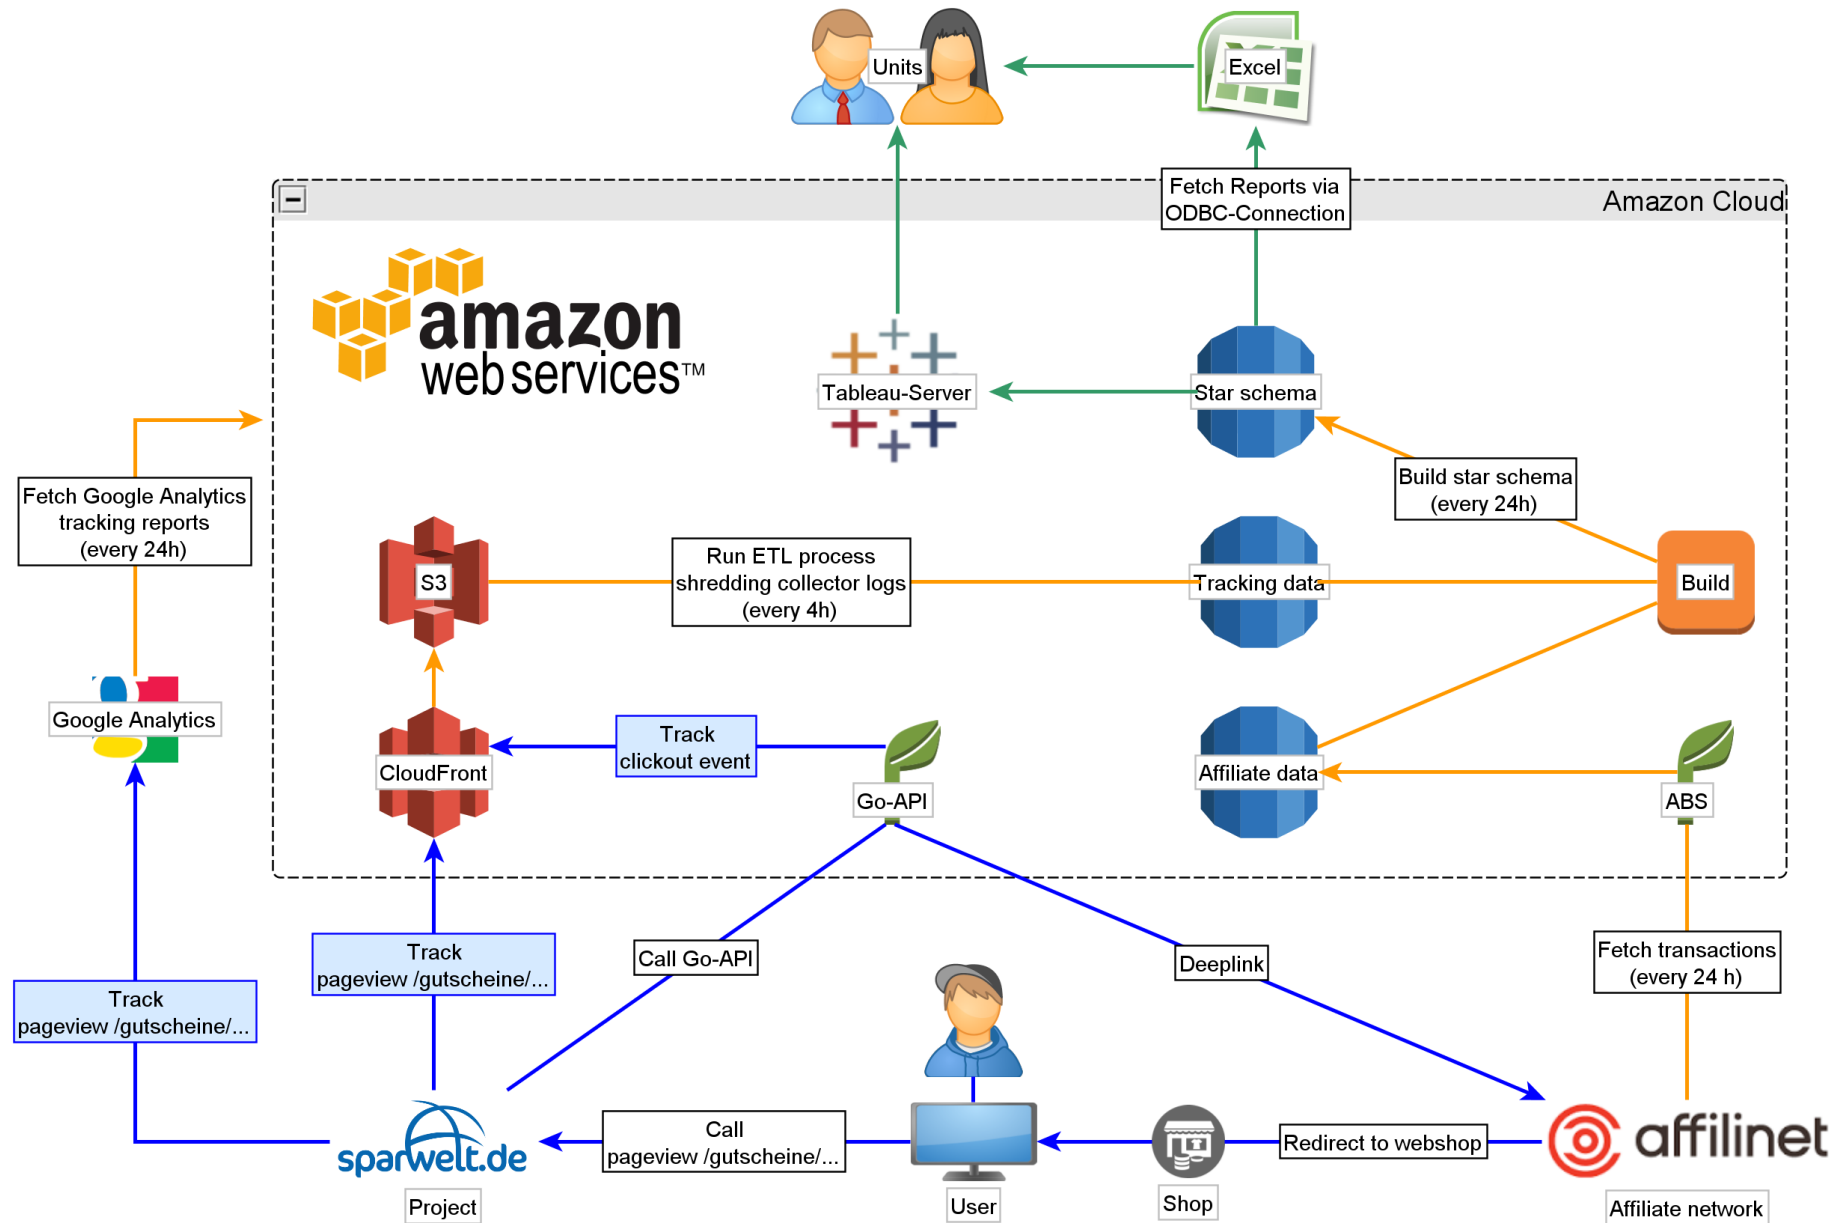 Units
Excel
Fetch Reports via
ODBC-Connection
Amazon Cloud
amazon
web services™
Tableau-Server
Star schema
Build star schema
(every 24h)
Fetch Google Analytics
tracking reports
(every 24h)
S3
Run ETL process
shredding collector logs
(every 4h)
Tracking data
Build
Google Analytics
CloudFront
Track
clickout event
Go-API
Affiliate data
ABS
Track
pageview /gutscheine/...
Track
pageview /gutscheine/...
Call Go-API
Deeplink
Fetch transactions
(every 24 h)
sparwelt.de
Project
Call
pageview /gutscheine/...
User
Shop
Redirect to webshop
affilinet
Affiliate network